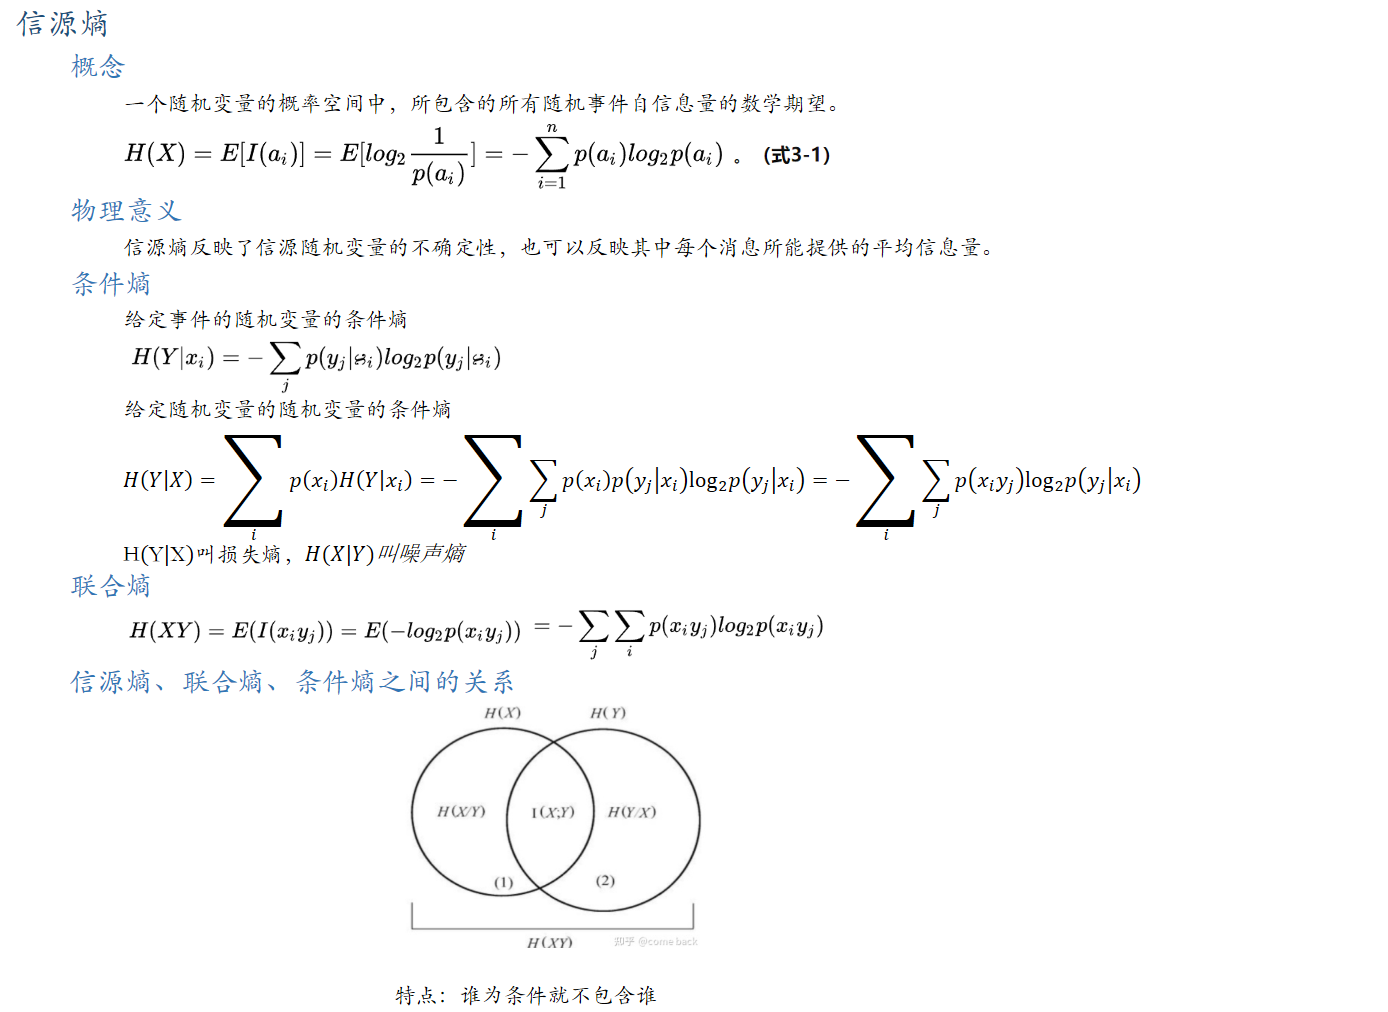 信源熵
概念
一个随机变量的概率空间中，所包含的所有随机事件自信息量的数学期望。
H(X) = E[I(a_i)] = E[log_2 \frac{1}{p(a_i)}] = -\sum_{i=1}^{n} p(a_i)log_2p(a_i) 。 (式3-1)
物理意义
信源熵反映了信源随机变量的不确定性，也可以反映其中每个消息所能提供的平均信息量。
条件熵
给定事件的随机变量的条件熵
H(Y|x_i) = -\sum_j p(y_j|x_i)log_2p(y_j|x_i)
给定随机变量的随机变量的条件熵
H(Y|X) = \sum_i p(x_i)H(Y|x_i) = -\sum_i \sum_j p(x_i)p(y_j|x_i)log_2p(y_j|x_i) = -\sum_i \sum_j p(x_iy_j)log_2p(y_j|x_i)
H(Y|X)叫损失熵，H(X|Y)叫噪声熵
联合熵
H(XY) = E(I(x_iy_j)) = E(-log_2p(x_iy_j)) = -\sum_j \sum_i p(x_iy_j)log_2p(x_iy_j)
信源熵、联合熵、条件熵之间的关系
H(X) H(Y)
H(X/Y) I(X;Y) H(Y/X)
(1) (2)
H(XY)
知乎 @come back
特点：谁为条件就不包含谁